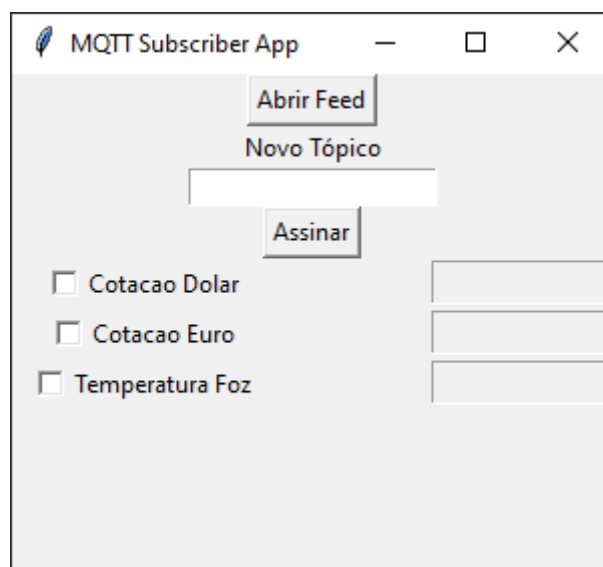 MQTT Subscriber App
Abrir Feed
Novo Tópico
Assinar
Cotacao Dolar
Cotacao Euro
Temperatura Foz